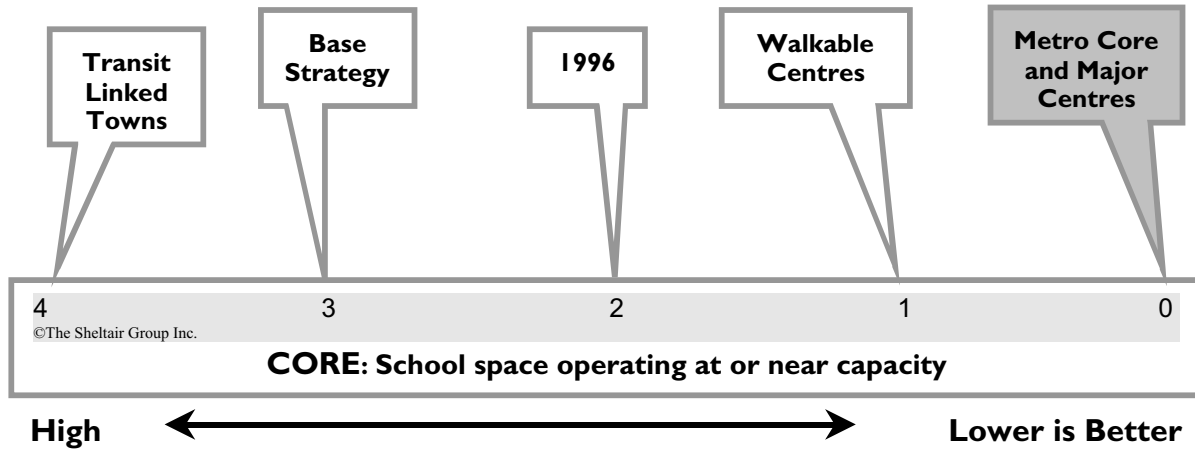 Transit
Linked
Towns
Base
Strategy
1996
Walkable
Centres
Metro Core
and Major
Centres
4 3 2 1 0
©The Sheltair Group Inc.
CORE: School space operating at or near capacity
High Lower is Better